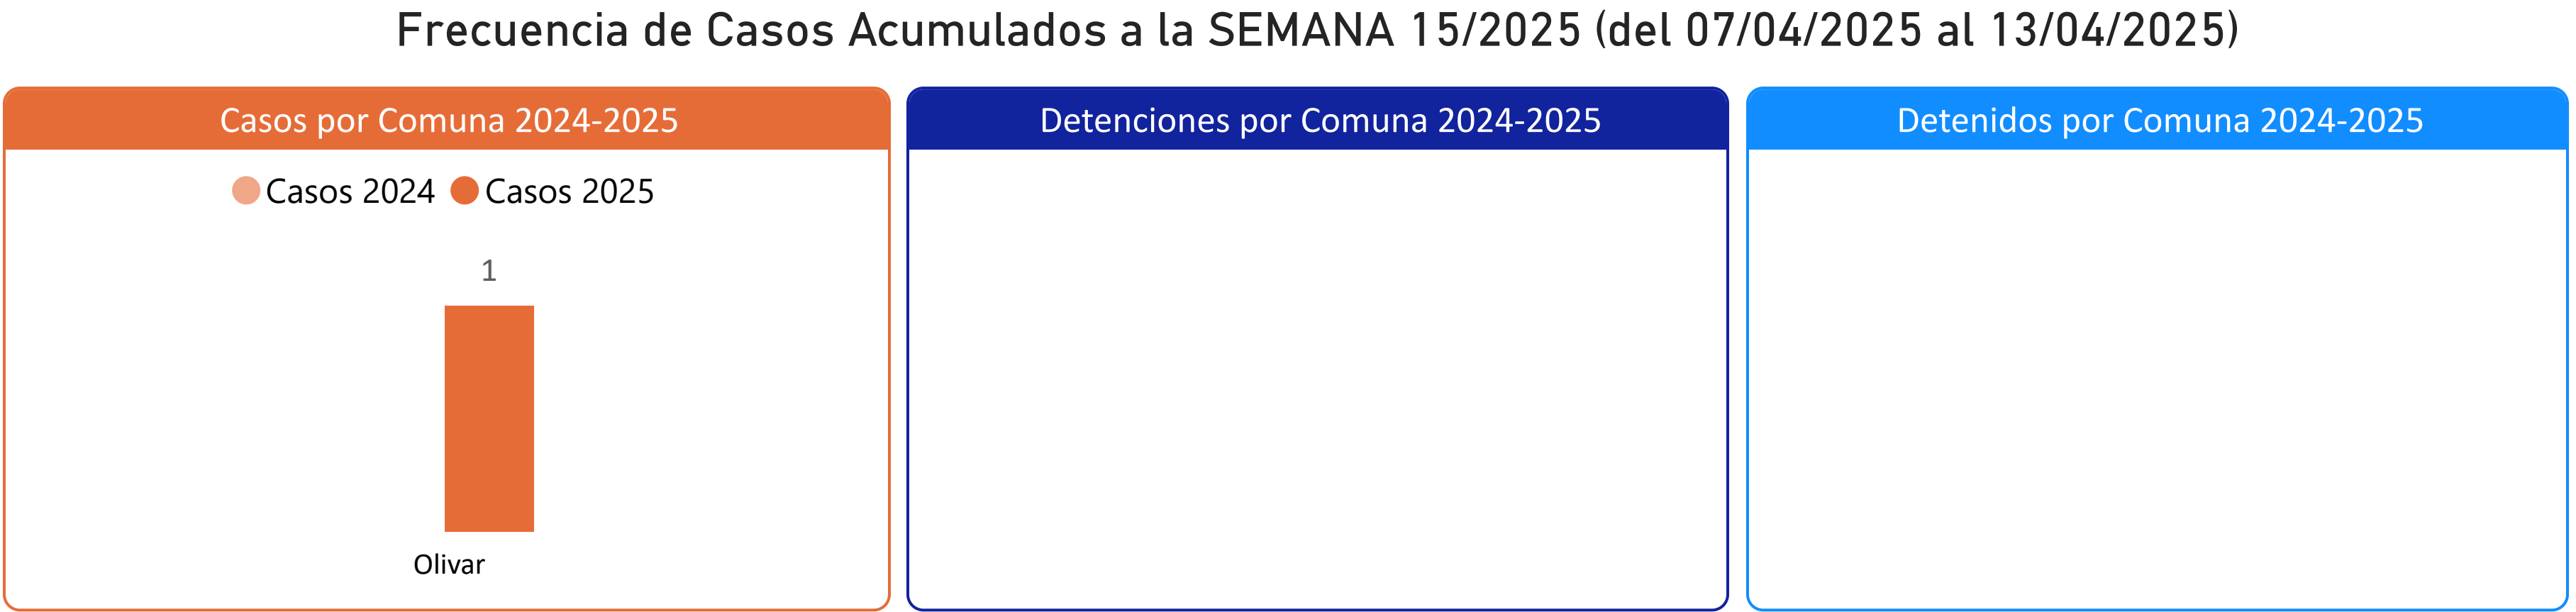 Frecuencia de Casos Acumulados a la SEMANA 15/2025 (del 07/04/2025 al 13/04/2025)
Casos por Comuna 2024-2025
Casos 2024 Casos 2025
1
Olivar
Detenciones por Comuna 2024-2025
Detenidos por Comuna 2024-2025